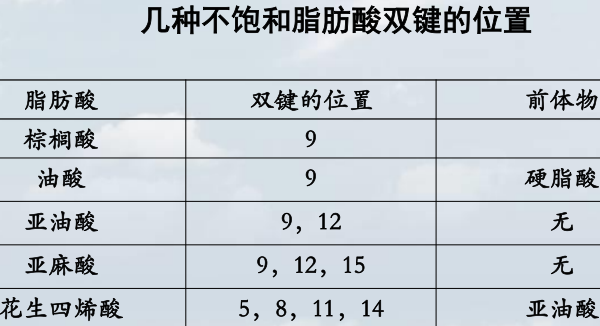 几种不饱和脂肪酸双键的位置
脂肪酸 双键的位置 前体物
棕榈酸 9
油酸 9 硬脂酸
亚油酸 9，12 无
亚麻酸 9，12，15 无
花生四烯酸 5，8，11，14 亚油酸